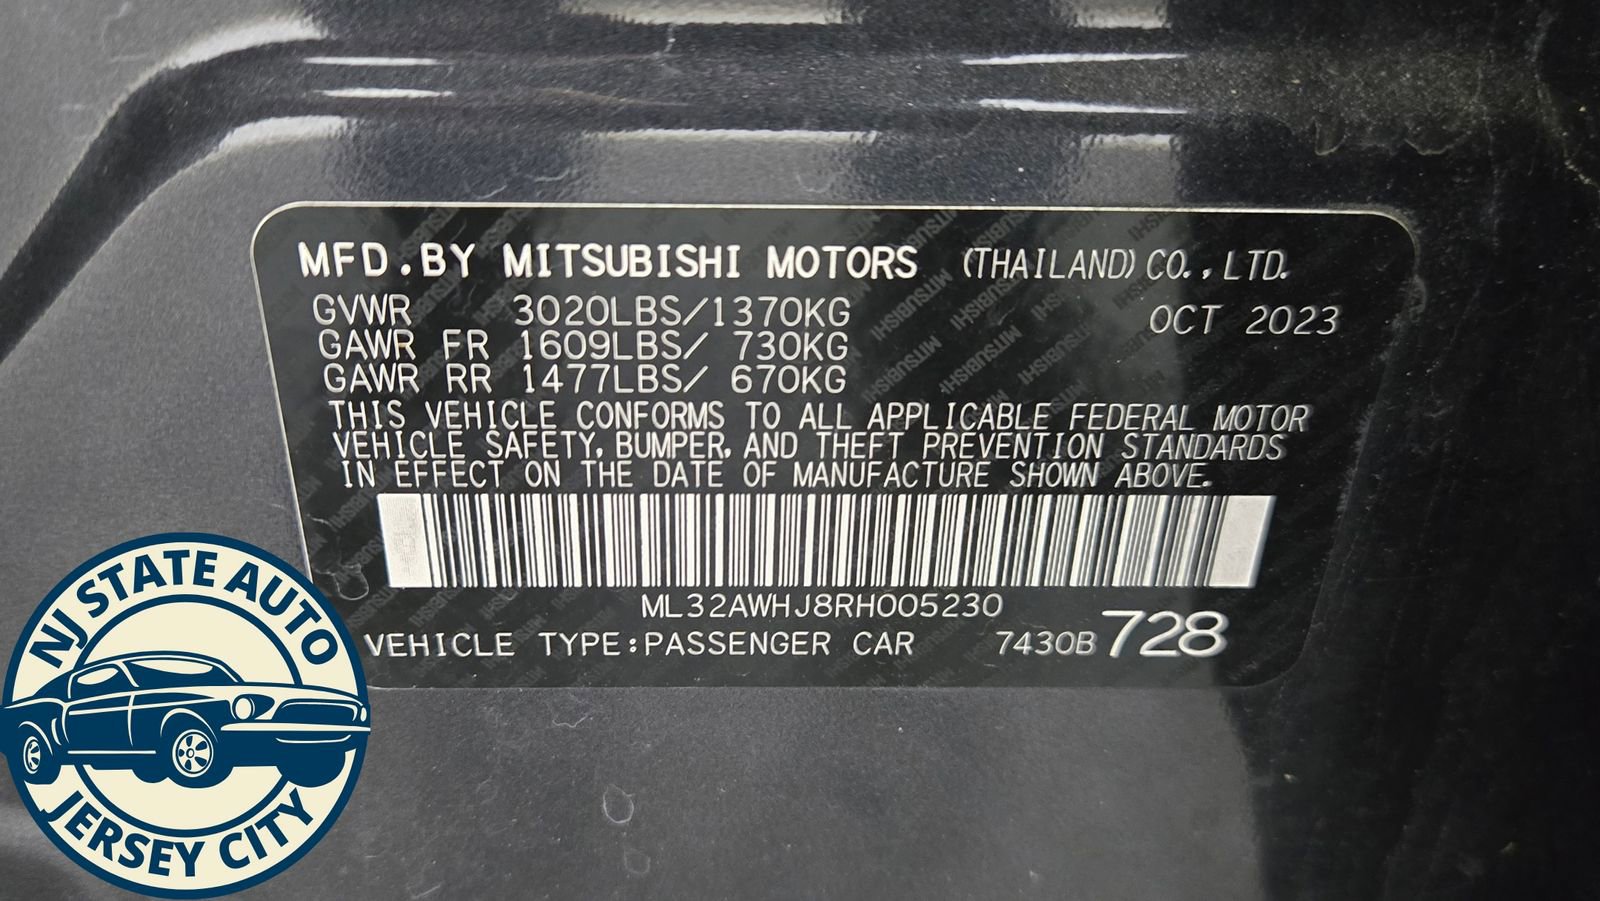 MFD.BY MITSUBISHI MOTORS (THAILAND) CO., LTD.
GVWR 3020LBS/1370KG OCT 2023
GAWR FR 1609LBS/ 730KG
GAWR RR 1477LBS/ 670KG
THIS VEHICLE CONFORMS TO ALL APPLICABLE FEDERAL MOTOR
VEHICLE SAFETY, BUMPER, AND THEFT PREVENTION STANDARDS
IN EFFECT ON THE DATE OF MANUFACTURE SHOWN ABOVE.
ML32AWHJ8RH005230
VEHICLE TYPE:PASSENGER CAR 7430B 728
NJ STATE AUTO
JERSEY CITY